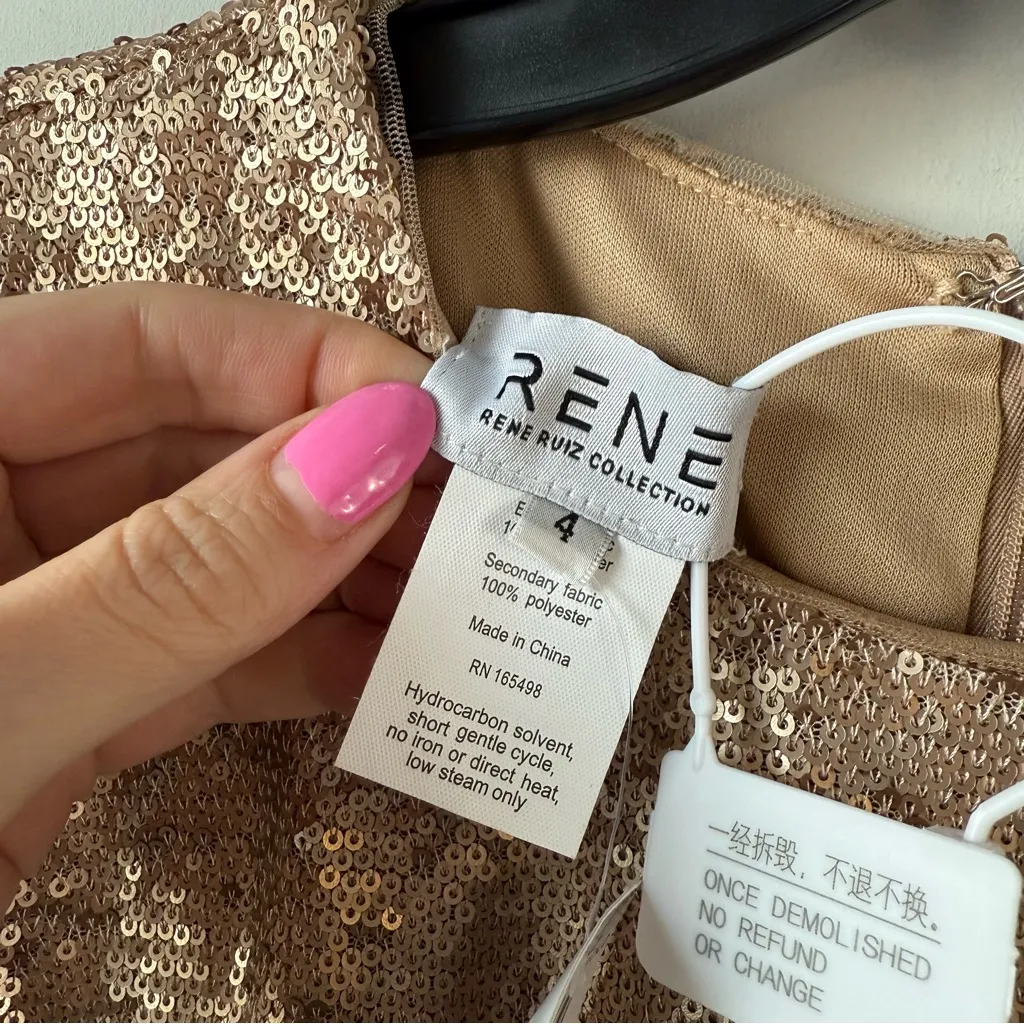 RENE
RENE RUIZ COLLECTION
4
Secondary fabric
100% polyester
Made in China
RN 165498
Hydrocarbon solvent,
short gentle cycle,
no iron or direct heat,
low steam only
一经拆毁，不退不换。
ONCE DEMOLISHED
NO REFUND
OR CHANGE